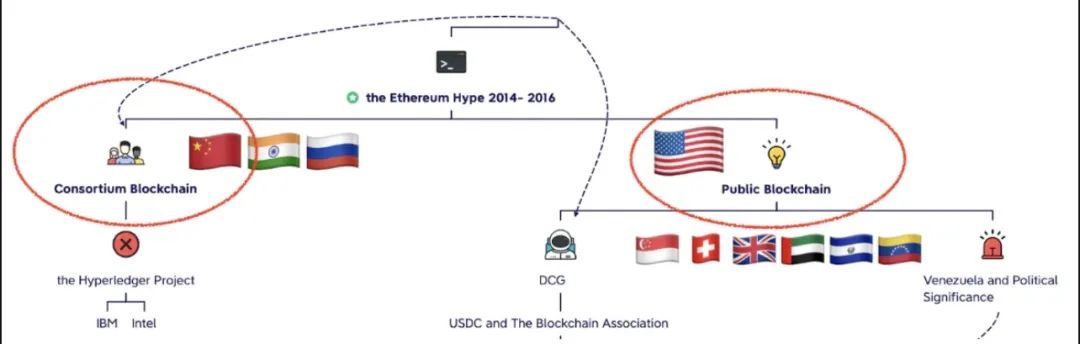 >_
the Ethereum Hype 2014- 2016
Consortium Blockchain
Public Blockchain
the Hyperledger Project
IBM Intel
DCG
USDC and The Blockchain Association
Venezuela and Political
Significance